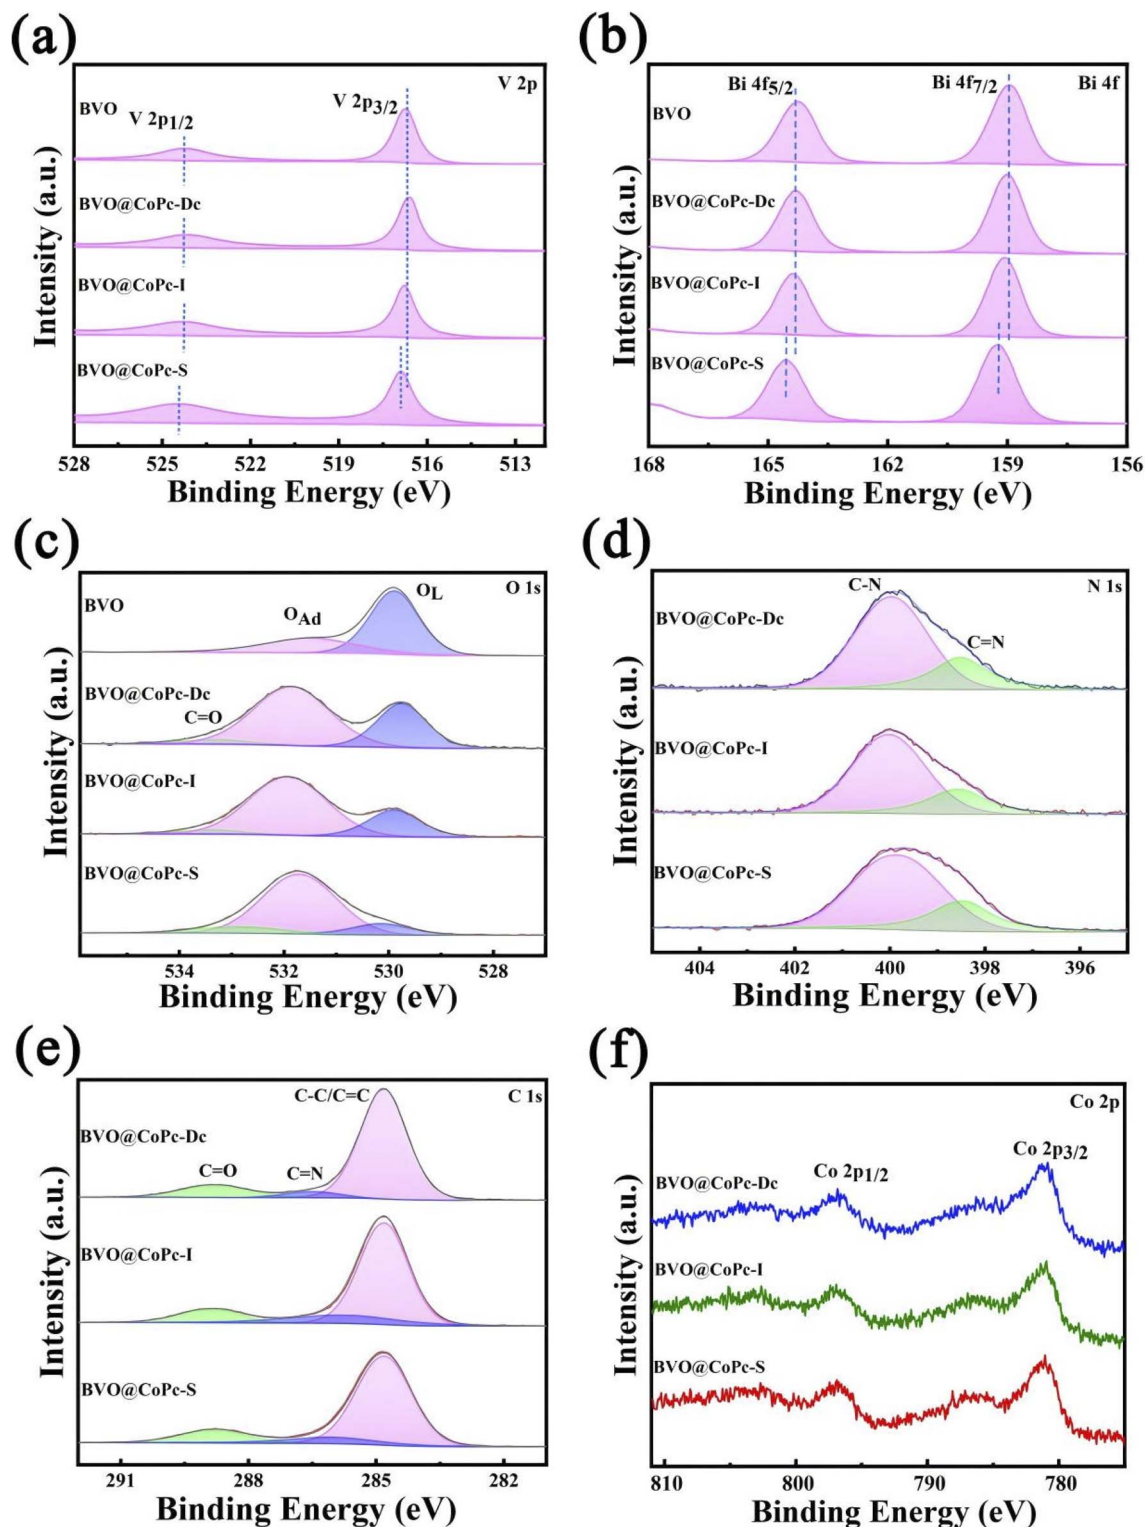 (a)
V 2p
BVO
V 2p1/2
V 2p3/2
BVO@CoPc-Dc
BVO@CoPc-I
BVO@CoPc-S
Intensity (a.u.)
528 525 522 519 516 513
Binding Energy (eV)
(b)
Bi 4f5/2
Bi 4f7/2
Bi 4f
BVO
BVO@CoPc-Dc
BVO@CoPc-I
BVO@CoPc-S
Intensity (a.u.)
168 165 162 159 156
Binding Energy (eV)
(c)
O 1s
BVO
OAd
OL
BVO@CoPc-Dc
C=O
BVO@CoPc-I
BVO@CoPc-S
Intensity (a.u.)
534 532 530 528
Binding Energy (eV)
(d)
C-N
N 1s
BVO@CoPc-Dc
C=N
BVO@CoPc-I
BVO@CoPc-S
Intensity (a.u.)
404 402 400 398 396
Binding Energy (eV)
(e)
C-C/C=C
C 1s
BVO@CoPc-Dc
C=O
C=N
BVO@CoPc-I
BVO@CoPc-S
Intensity (a.u.)
291 288 285 282
Binding Energy (eV)
(f)
Co 2p
Co 2p3/2
Co 2p1/2
BVO@CoPc-Dc
BVO@CoPc-I
BVO@CoPc-S
Intensity (a.u.)
810 800 790 780
Binding Energy (eV)